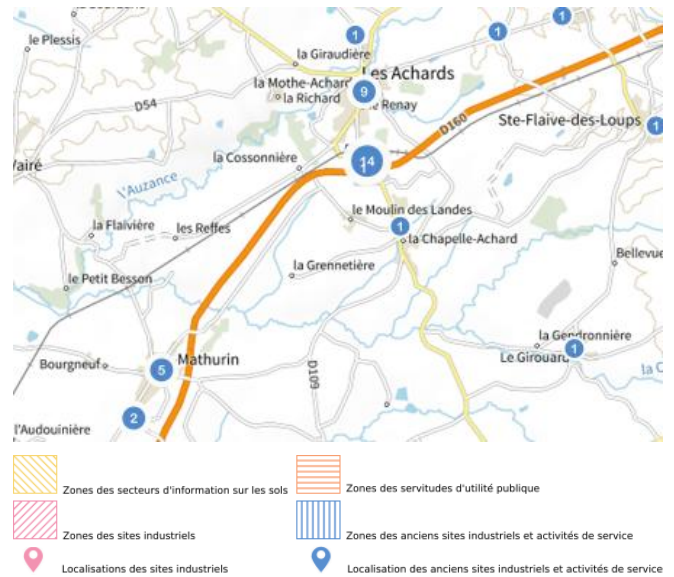 1
1
1
le Plessis
la Giraudière
Les Achards
la Mothe-Achard
9
la Richard
le Renay
D54
D160
Ste-Flaive-des-Loups
1
Vairé
la Cossonnière
14
l'Auzance
le Moulin des Landes
1
la Flaivière
les Reffes
la Chapelle-Achard
Bellevue
la Grennetière
le Petit Besson
la Gendronnière
1
Le Girouard
Mathurin
5
Bourgneuf
D109
la C
2
l'Audouinière
Zones des secteurs d'information sur les sols
Zones des servitudes d'utilité publique
Zones des sites industriels
Zones des anciens sites industriels et activités de service
Localisations des sites industriels
Localisation des anciens sites industriels et activités de service